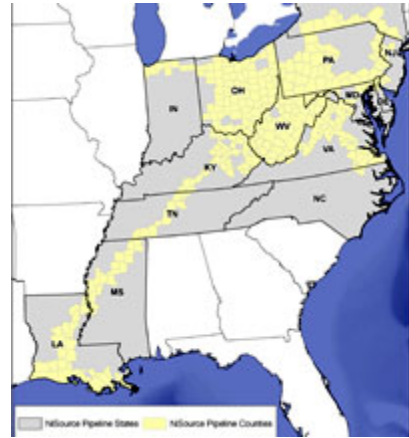 PA
NJ
OH
MD
DE
IN
WV
VA
KY
NC
TN
MS
LA
NiSource Pipeline States NiSource Pipeline Counties